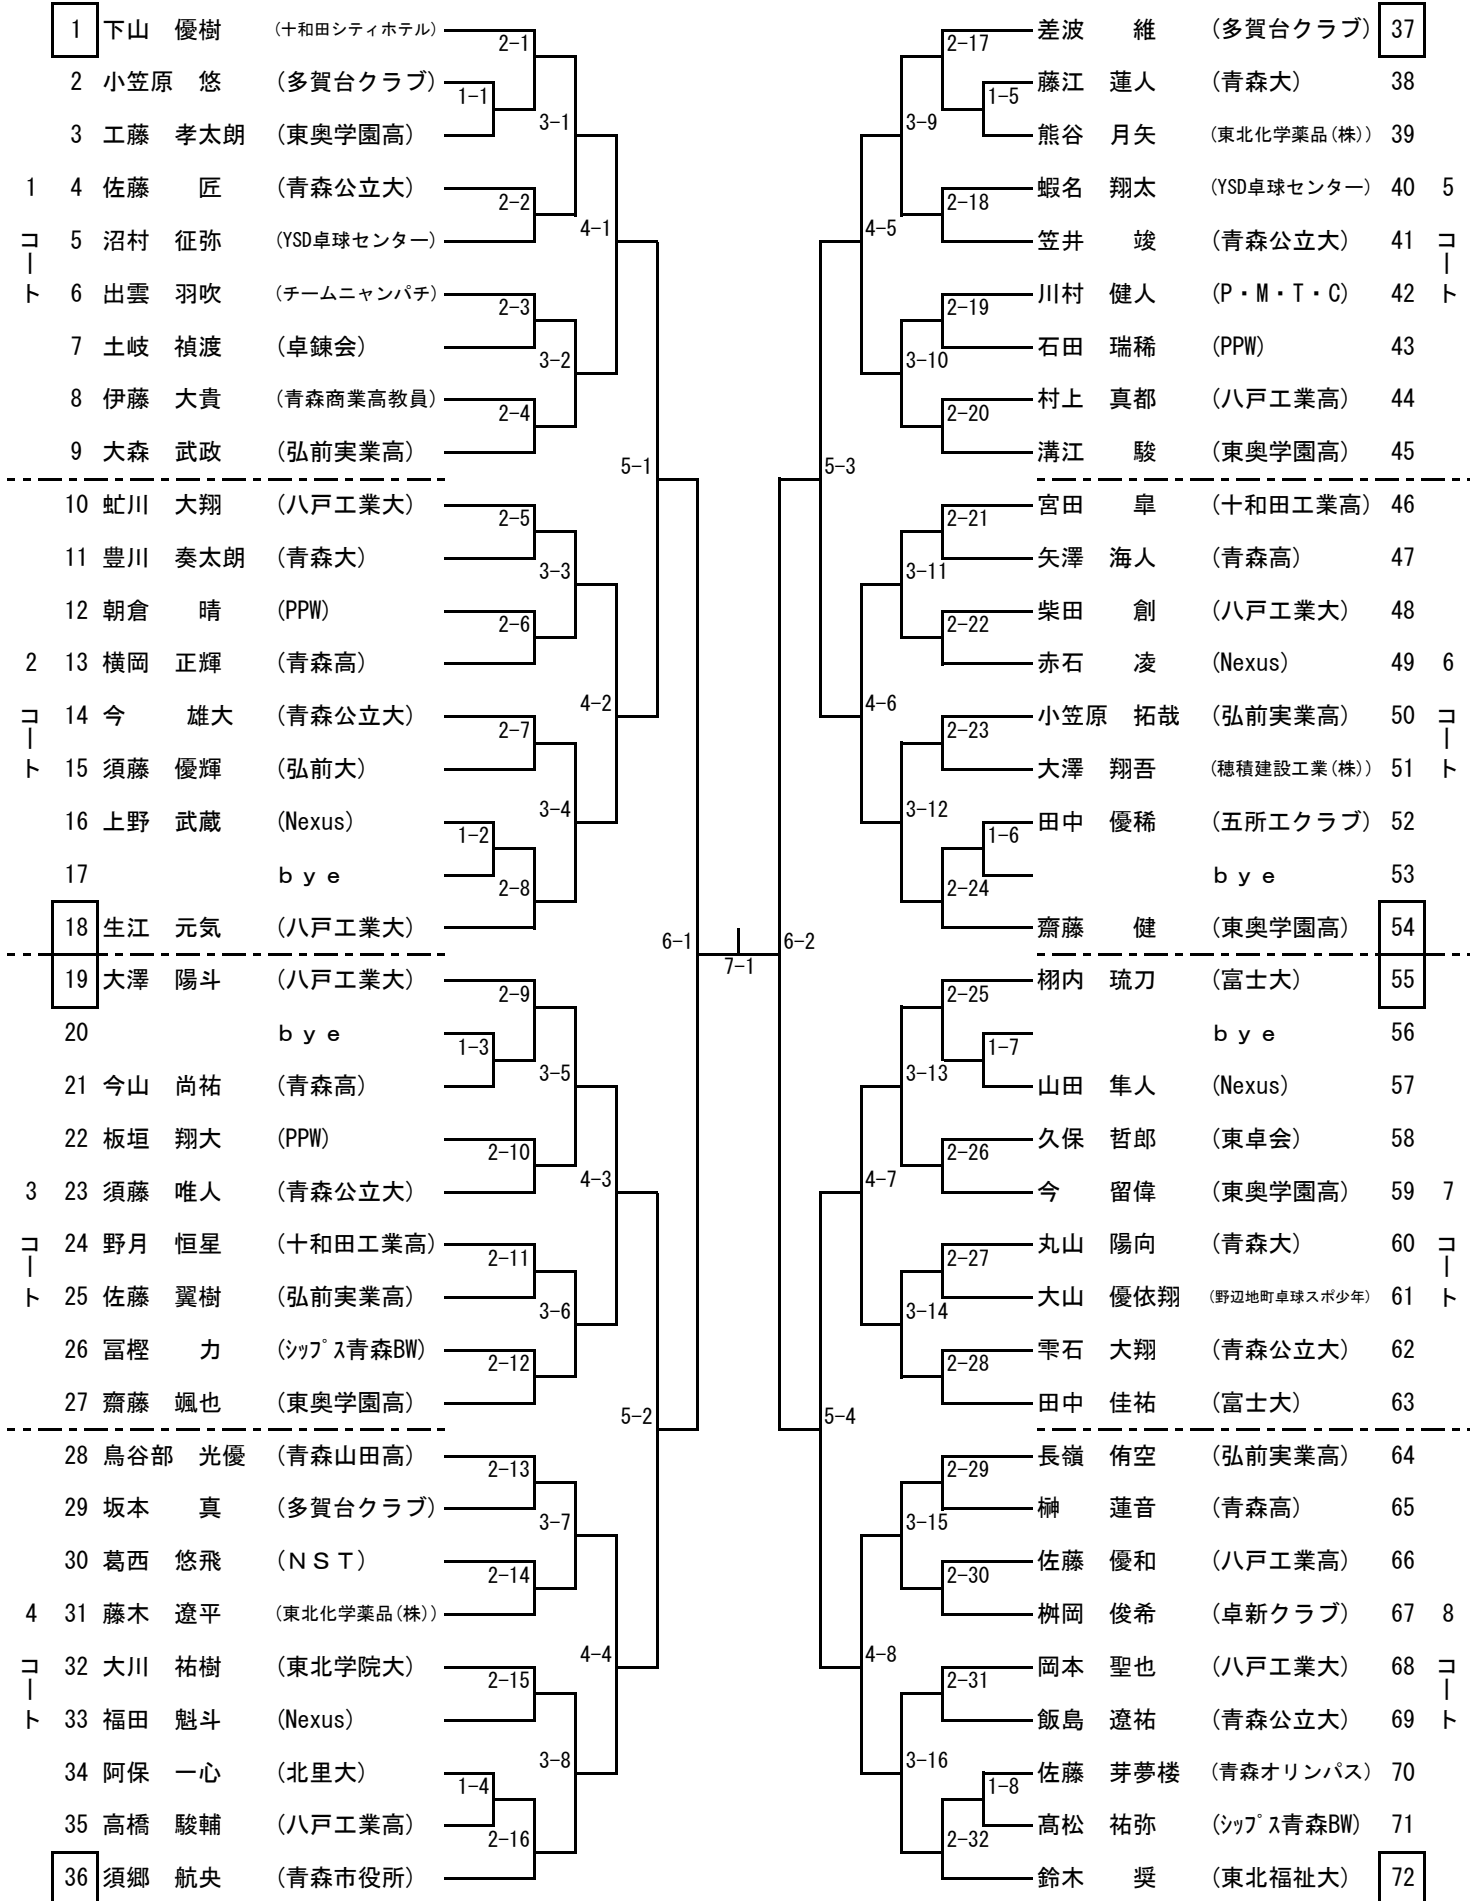 1 下山 優樹 (十和田シティホテル)
2-1
2 小笠原 悠 (多賀台クラブ)
1-1
3-1
3 工藤 孝太朗 (東奥学園高)
1 4 佐藤 匠 (青森公立大)
2-2
4-1
コート 5 沼村 征弥 (YSD卓球センター)
6 出雲 羽吹 (チームニャンパチ)
2-3
7 土岐 禎渡 (卓錬会)
3-2
8 伊藤 大貴 (青森商業高教員)
2-4
9 大森 武政 (弘前実業高)
5-1
10 虻川 大翔 (八戸工業大)
2-5
11 豊川 奏太朗 (青森大)
3-3
12 朝倉 晴 (PPW)
2-6
2 13 横岡 正輝 (青森高)
4-2
コート 14 今 雄大 (青森公立大)
2-7
15 須藤 優輝 (弘前大)
3-4
16 上野 武蔵 (Nexus)
1-2
17 bye
2-8
18 生江 元気 (八戸工業大)
6-1
7-1
19 大澤 陽斗 (八戸工業大)
2-9
20 bye
1-3
3-5
21 今山 尚祐 (青森高)
22 板垣 翔大 (PPW)
2-10
4-3
3 23 須藤 唯人 (青森公立大)
コート 24 野月 恒星 (十和田工業高)
2-11
25 佐藤 翼樹 (弘前実業高)
3-6
26 冨樫 力 (シップス青森BW)
2-12
27 齋藤 颯也 (東奥学園高)
5-2
28 鳥谷部 光優 (青森山田高)
2-13
29 坂本 真 (多賀台クラブ)
3-7
30 葛西 悠飛 (NST)
2-14
4 31 藤木 遼平 (東北化学薬品(株))
4-4
コート 32 大川 祐樹 (東北学院大)
2-15
33 福田 魁斗 (Nexus)
3-8
34 阿保 一心 (北里大)
1-4
35 高橋 駿輔 (八戸工業高)
2-16
36 須郷 航央 (青森市役所)
差波 維 (多賀台クラブ) 37
2-17
藤江 蓮人 (青森大) 38
1-5
3-9
熊谷 月矢 (東北化学薬品(株)) 39
蝦名 翔太 (YSD卓球センター) 40 5
2-18
4-5
笠井 竣 (青森公立大) 41 コート
川村 健人 (P・M・T・C) 42
2-19
石田 瑞稀 (PPW) 43
3-10
村上 真都 (八戸工業高) 44
2-20
溝江 駿 (東奥学園高) 45
5-3
宮田 皐 (十和田工業高) 46
2-21
矢澤 海人 (青森高) 47
3-11
柴田 創 (八戸工業大) 48
2-22
赤石 凌 (Nexus) 49 6
4-6
小笠原 拓哉 (弘前実業高) 50 コート
2-23
大澤 翔吾 (穂積建設工業(株)) 51
3-12
田中 優稀 (五所工クラブ) 52
1-6
bye 53
2-24
齋藤 健 (東奥学園高) 54
6-2
栩内 琉刀 (富士大) 55
2-25
bye 56
1-7
3-13
山田 隼人 (Nexus) 57
久保 哲郎 (東卓会) 58
2-26
4-7
今 留偉 (東奥学園高) 59 7
丸山 陽向 (青森大) 60 コート
2-27
大山 優依翔 (野辺地町卓球スポ少年) 61
3-14
雫石 大翔 (青森公立大) 62
2-28
田中 佳祐 (富士大) 63
5-4
長嶺 侑空 (弘前実業高) 64
2-29
榊 蓮音 (青森高) 65
3-15
佐藤 優和 (八戸工業高) 66
2-30
桝岡 俊希 (卓新クラブ) 67 8
4-8
岡本 聖也 (八戸工業大) 68 コート
2-31
飯島 遼祐 (青森公立大) 69
3-16
佐藤 芽夢楼 (青森オリンパス) 70
1-8
髙松 祐弥 (シップス青森BW) 71
2-32
鈴木 奨 (東北福祉大) 72